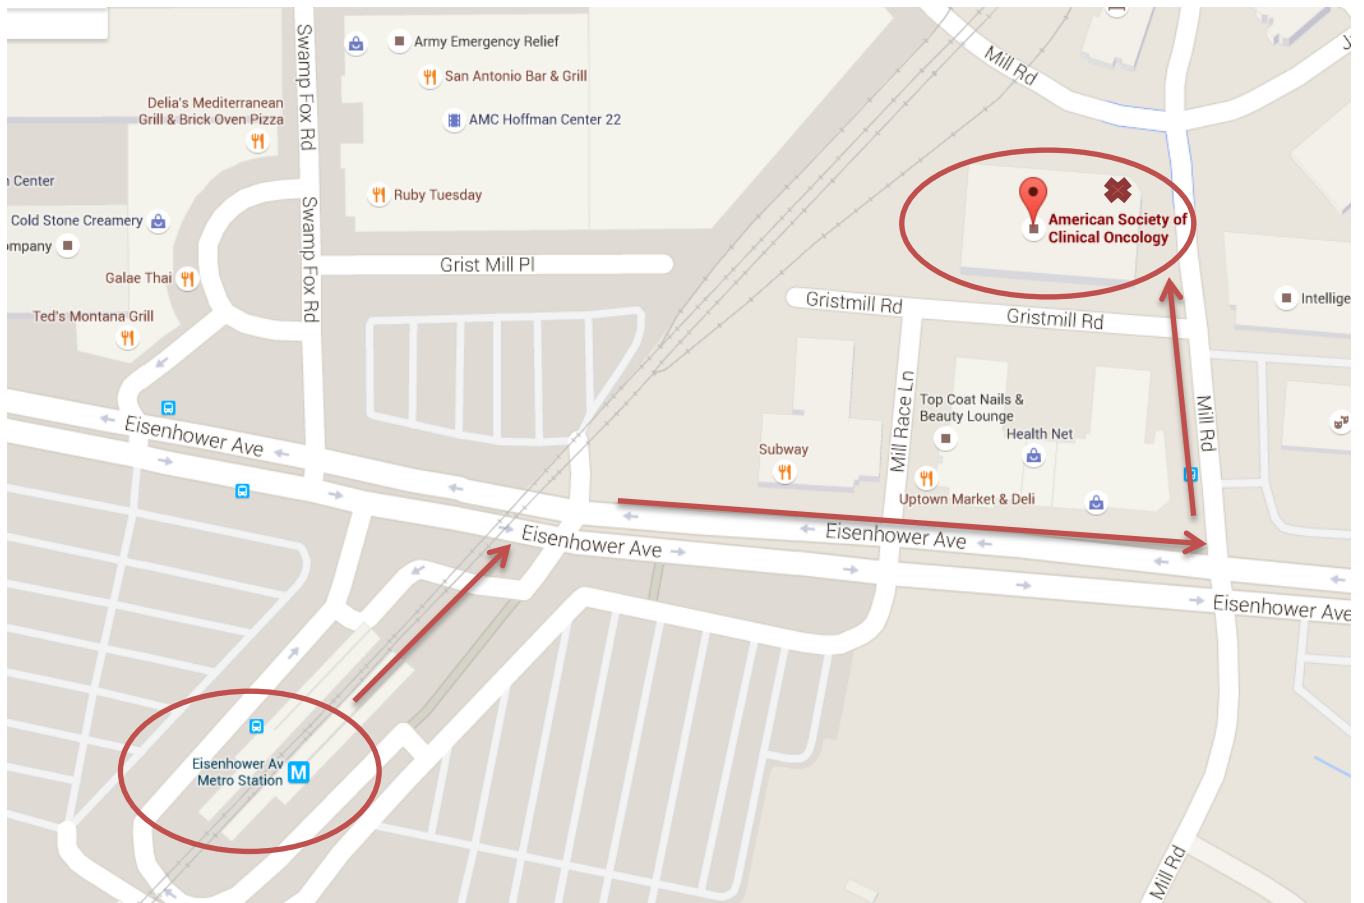 Swamp Fox Rd
Army Emergency Relief
San Antonio Bar & Grill
Mill Rd
Delia's Mediterranean
Grill & Brick Oven Pizza
AMC Hoffman Center 22
Center
Ruby Tuesday
Swamp Fox Rd
American Society of
Clinical Oncology
Cold Stone Creamery
ompany
Grist Mill Pl
Galae Thai
Gristmill Rd
Gristmill Rd
Intellige
Ted's Montana Grill
Top Coat Nails &
Beauty Lounge
Mill Race Ln
Mill Rd
Eisenhower Ave
Health Net
Subway
Uptown Market & Deli
Eisenhower Ave
Eisenhower Ave
Eisenhower Ave
Eisenhower Av
Metro Station
M
Mill Rd